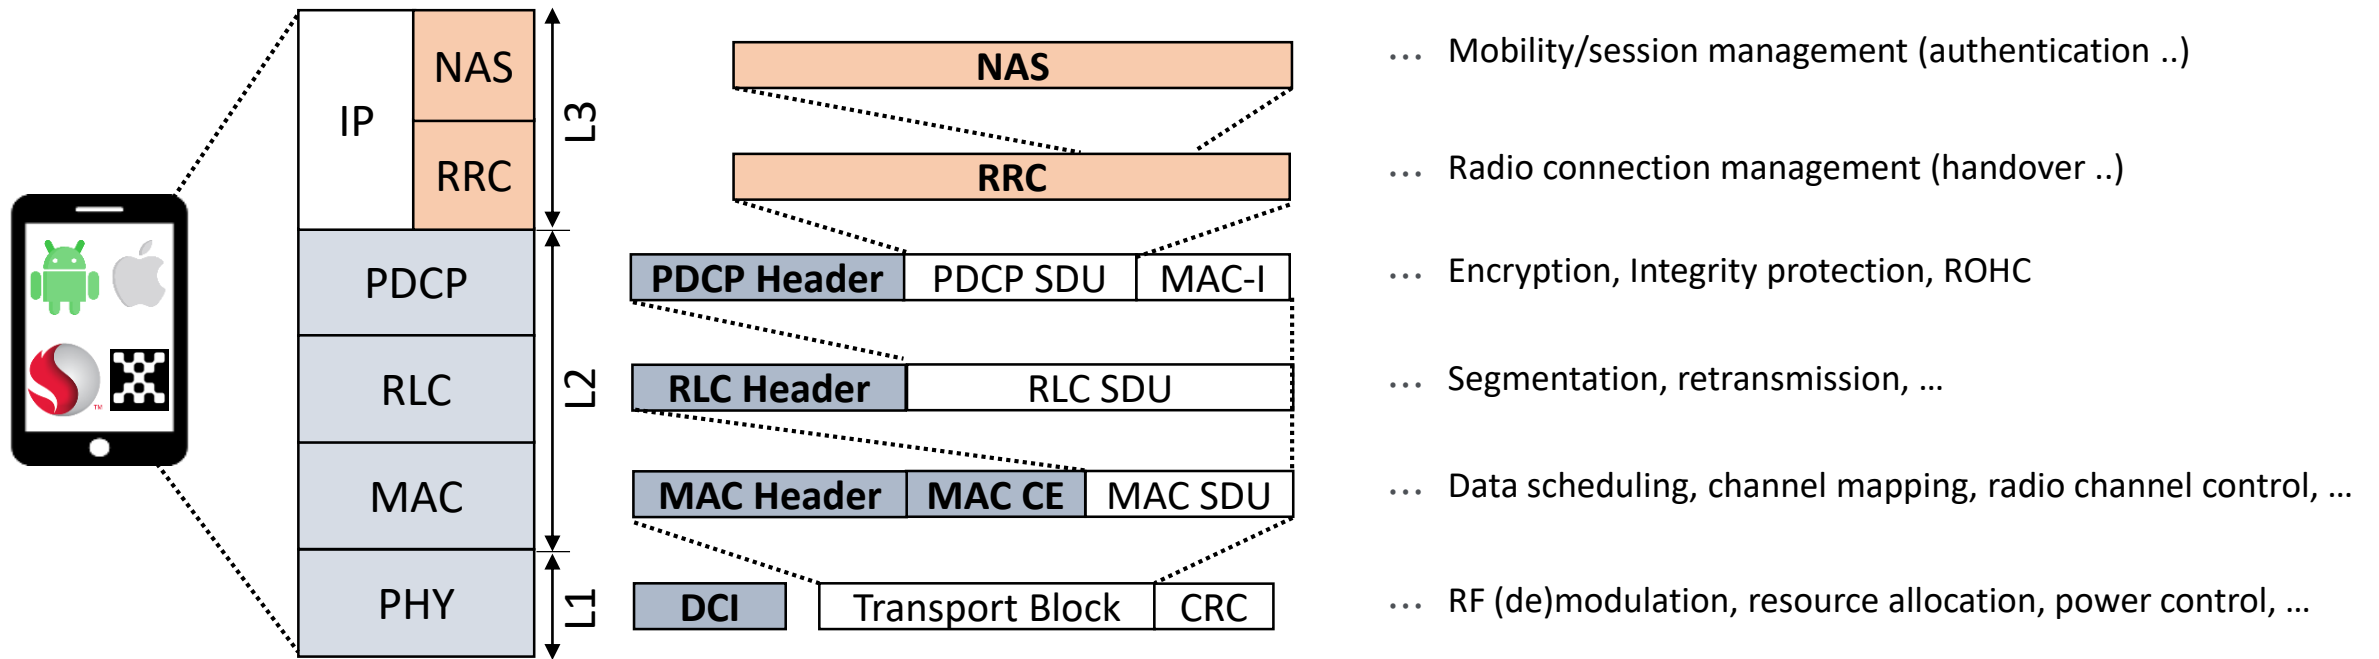 IP
NAS
RRC
L3
PDCP
RLC
MAC
L2
PHY
L1
NAS
... Mobility/session management (authentication ..)
RRC
... Radio connection management (handover ..)
PDCP Header PDCP SDU MAC-I
... Encryption, Integrity protection, ROHC
RLC Header RLC SDU
... Segmentation, retransmission, ...
MAC Header MAC CE MAC SDU
... Data scheduling, channel mapping, radio channel control, ...
DCI Transport Block CRC
... RF (de)modulation, resource allocation, power control, ...
TM